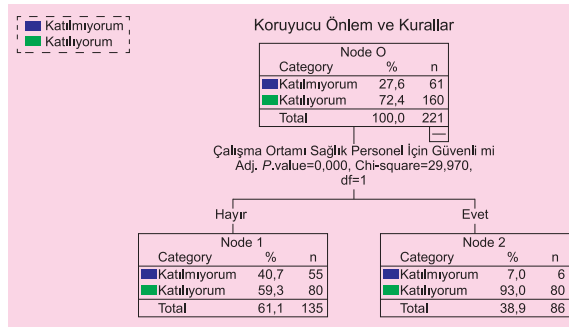 Katılmıyorum
Katılıyorum
Koruyucu Önlem ve Kurallar
Node O
Category % n
Katılmıyorum 27,6 61
Katılıyorum 72,4 160
Total 100,0 221
Çalışma Ortamı Sağlık Personel İçin Güvenli mi
Adj. P.value=0,000, Chi-square=29,970,
df=1
Hayır
Evet
Node 1
Category % n
Katılmıyorum 40,7 55
Katılıyorum 59,3 80
Total 61,1 135
Node 2
Category % n
Katılmıyorum 7,0 6
Katılıyorum 93,0 80
Total 38,9 86